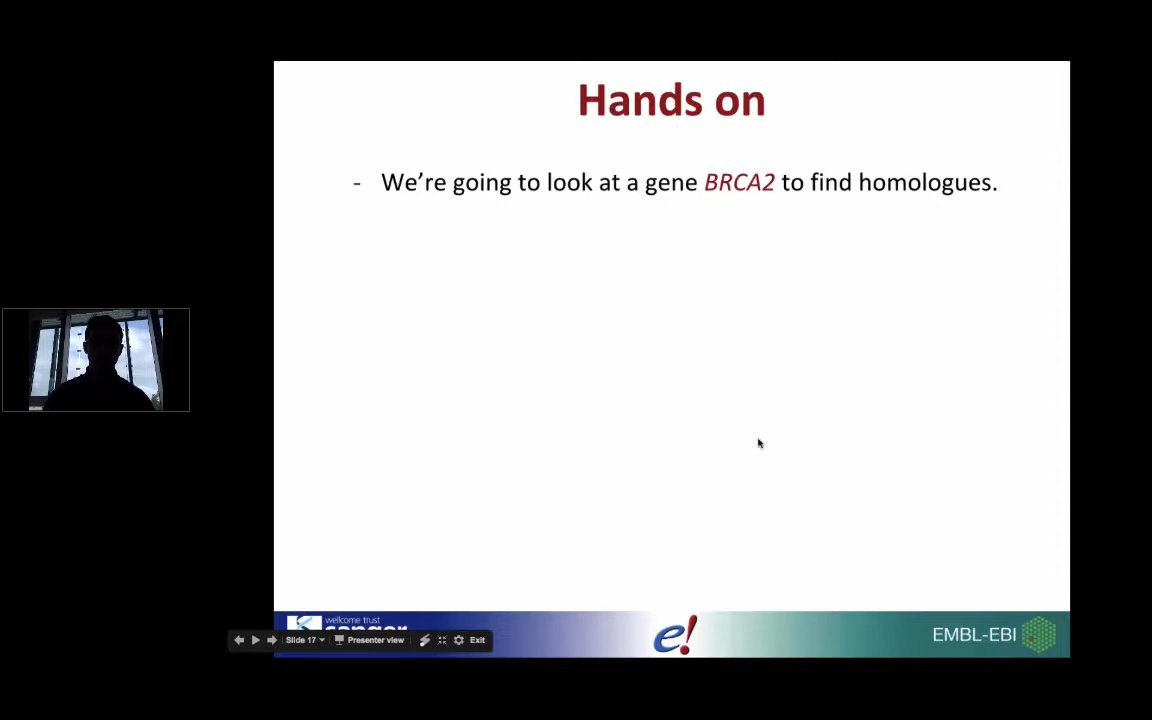 Hands on
- We’re going to look at a gene BRCA2 to find homologues.
wellcome trust
e!
EMBL-EBI
Slide 17
Presenter view
Exit